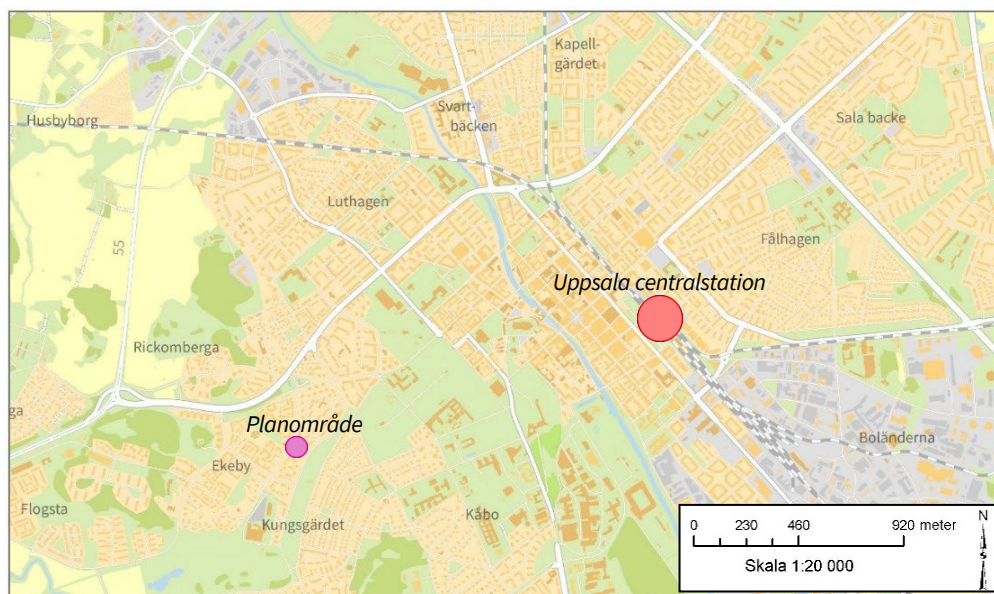 Kapell-
gärdet
Svart-
bäcken
Husbyborg
Sala backe
Luthagen
Fålhagen
55
Uppsala centralstation
Rickomberga
ga
Planområde
Boländerna
Ekeby
Flogsta
Kungsgärdet
Kåbo
N
0 230 460 920 meter
Skala 1:20 000